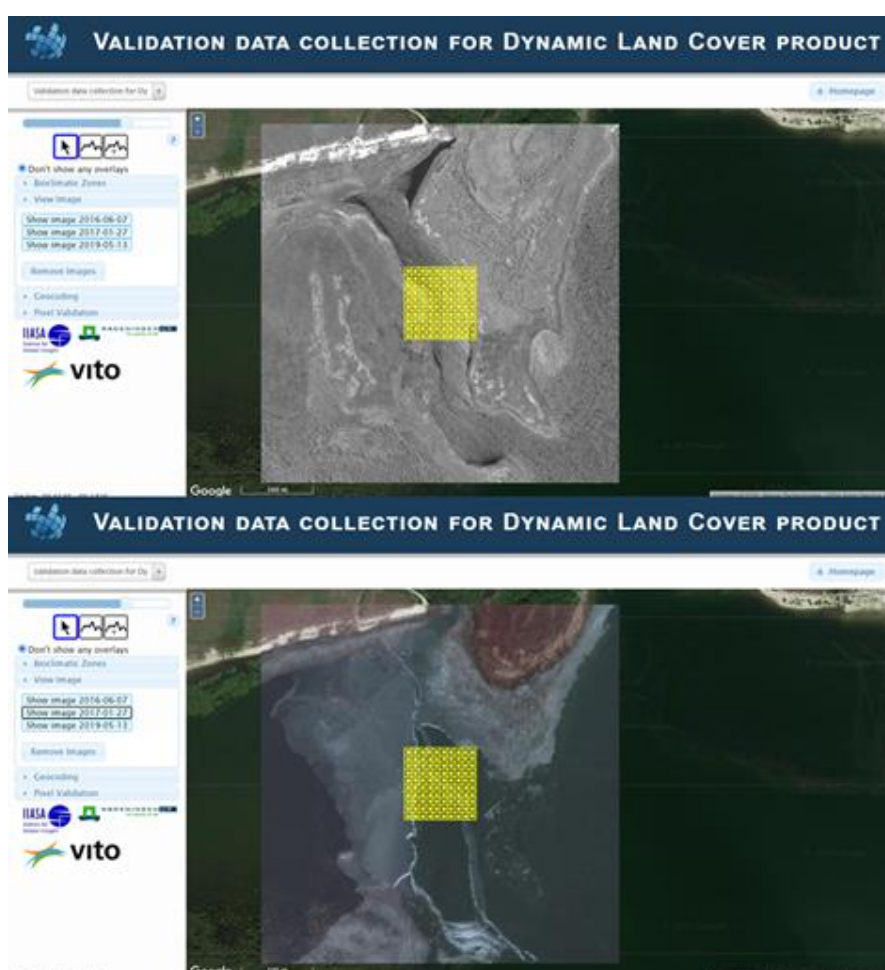 VALIDATION DATA COLLECTION FOR DYNAMIC LAND COVER PRODUCT
Validation data collection for Dy
Homepage
Don't show any overlays
Bioclimatic Zones
View Image
Show image 2016-06-07
Show image 2017-01-27
Show image 2019-05-13
Remove Images
Geocoding
Pixel Validation
IIASA
vito
Google
VALIDATION DATA COLLECTION FOR DYNAMIC LAND COVER PRODUCT
Validation data collection for Dy
Homepage
Don't show any overlays
Bioclimatic Zones
View Image
Show image 2016-06-07
Show image 2017-01-27
Show image 2019-05-13
Remove Images
Geocoding
Pixel Validation
IIASA
vito
Google